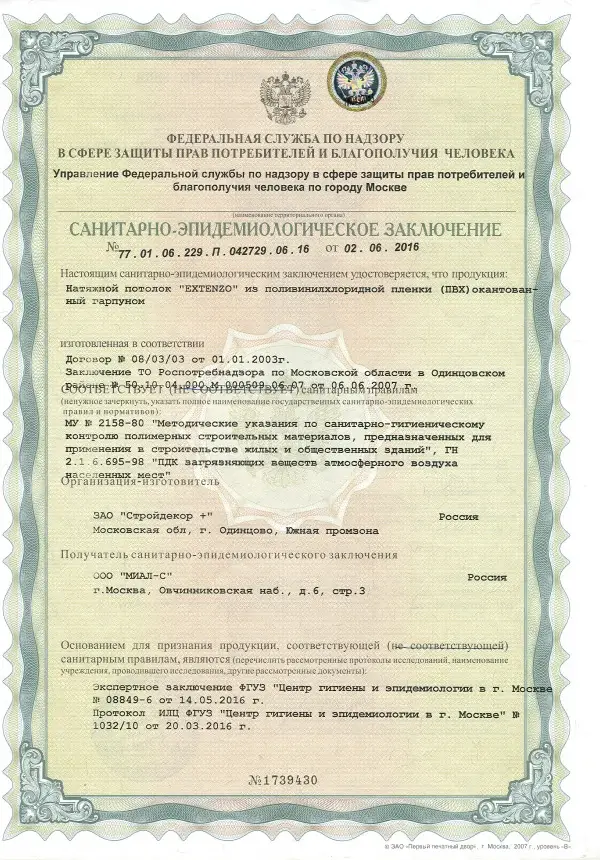 ФЕДЕРАЛЬНАЯ СЛУЖБА ПО НАДЗОРУ
В СФЕРЕ ЗАЩИТЫ ПРАВ ПОТРЕБИТЕЛЕЙ И БЛАГОПОЛУЧИЯ ЧЕЛОВЕКА
Управление Федеральной службы по надзору в сфере защиты прав потребителей и
благополучия человека по городу Москве
(наименование территориального органа)
САНИТАРНО-ЭПИДЕМИОЛОГИЧЕСКОЕ ЗАКЛЮЧЕНИЕ
№ 77.01.06.229.П.042729.06.16 от 02.06.2016
Настоящим санитарно-эпидемиологическим заключением удостоверяется, что продукция:
Натяжной потолок "EXTENZO" из поливинилхлоридной пленки (ПВХ)окантован-
ный гарпуном
изготовленная в соответствии
Договор № 08/03/03 от 01.01.2003г.
Заключение ТО Роспотребнадзора по Московской области в Одинцовском
районе № 50.10.04.000.М.000509.06.07 от 06.06.2007 г.
СООТВЕТСТВУЕТ (НЕ СООТВЕТСТВУЕТ) санитарным правилам
(ненужное зачеркнуть, указать полное наименование государственных санитарно-эпидемиологических
правил и нормативов):
МУ № 2158-80 "Методические указания по санитарно-гигиеническому
контролю полимерных строительных материалов, предназначенных для
применения в строительстве жилых и общественных зданий", ГН
2.1.6.695-98 "ПДК загрязняющих веществ атмосферного воздуха
населенных мест"
Организация-изготовитель
ЗАО "Стройдекор +" Россия
Московская обл, г. Одинцово, Южная промзона
Получатель санитарно-эпидемиологического заключения
ООО "МИАЛ-С" Россия
г.Москва, Овчинниковская наб., д.6, стр.3
Основанием для признания продукции, соответствующей (не соответствующей)
санитарным правилам, являются (перечислить рассмотренные протоколы исследований, наименование
учреждения, проводившего исследования, другие рассмотренные документы):
Экспертное заключение ФГУЗ "Центр гигиены и эпидемиологии в г. Москве
№ 08849-6 от 14.05.2016 г.
Протокол ИЛЦ ФГУЗ "Центр гигиены и эпидемиологии в г. Москве" №
1032/10 от 20.03.2016 г.
№1739430
© ЗАО «Первый печатный двор», г. Москва, 2007 г., уровень «В»